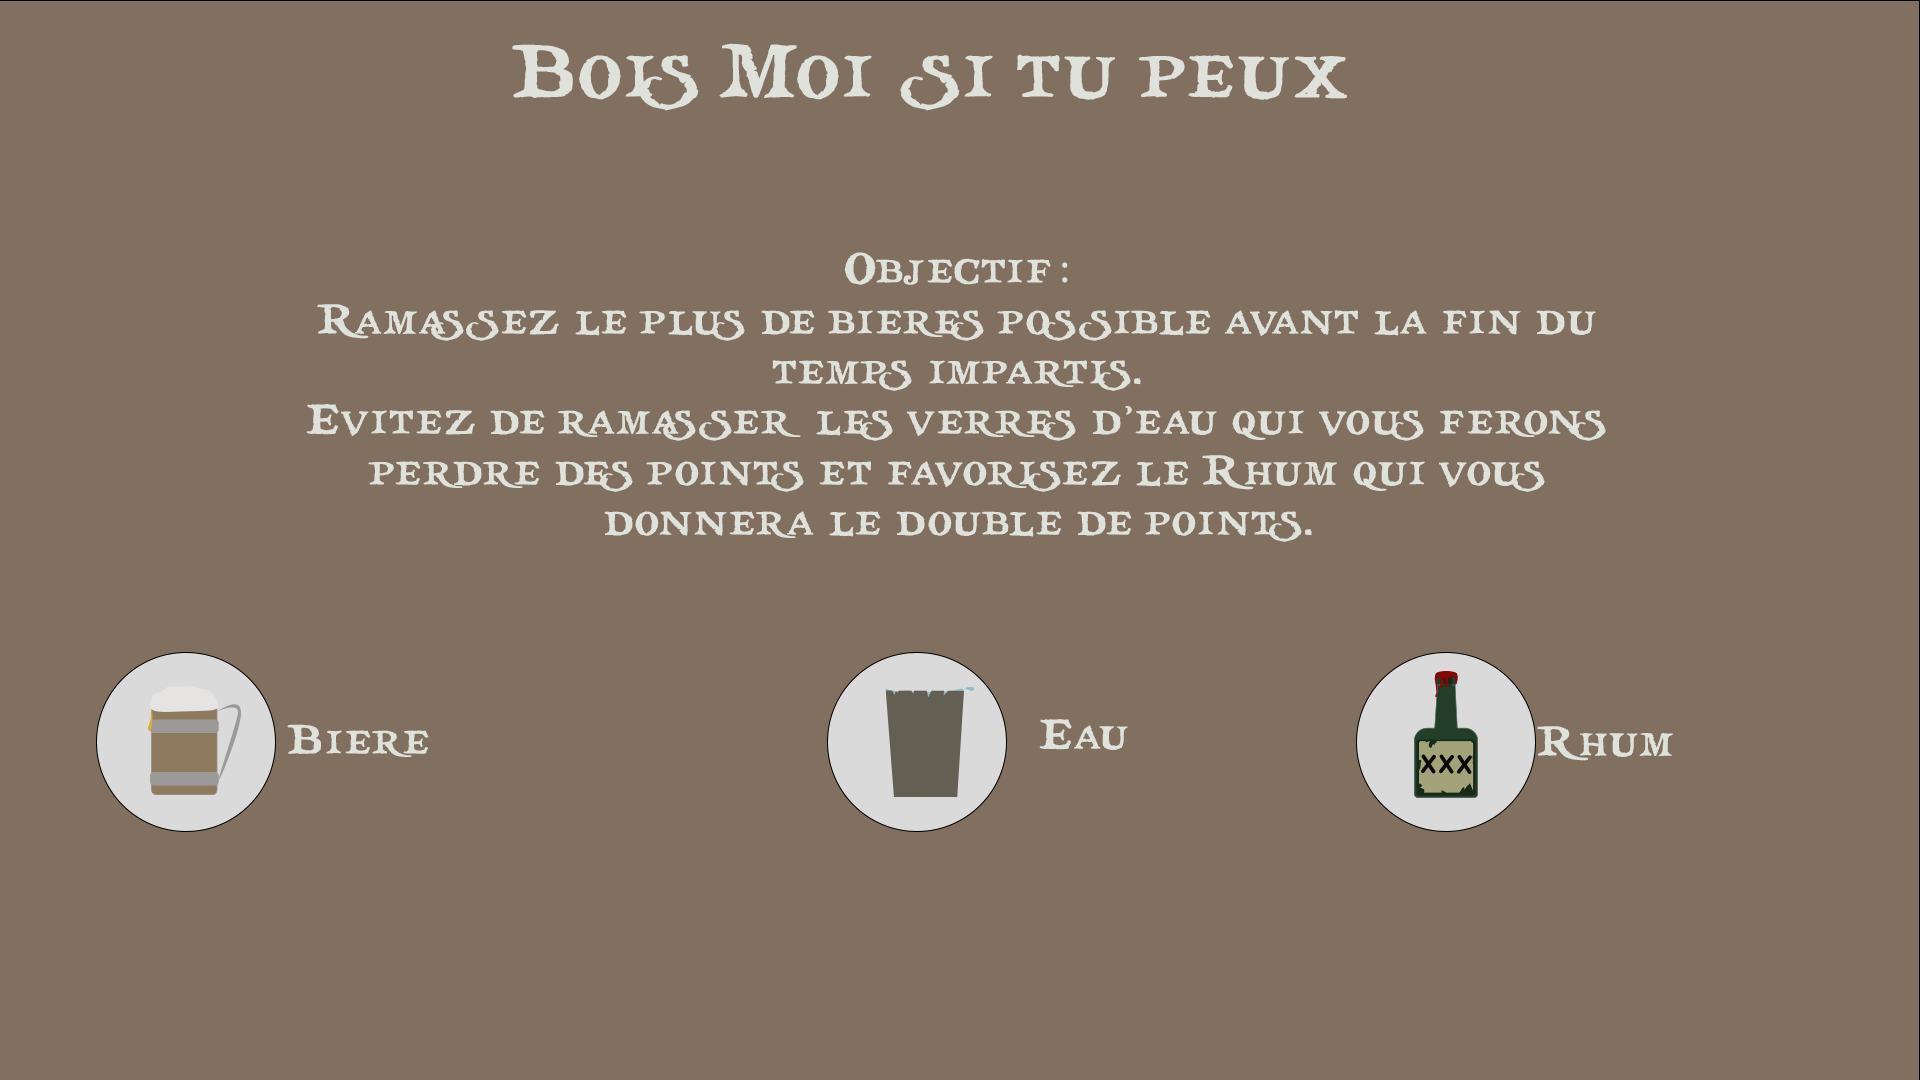 Bois Moi si tu peux
Objectif :
Ramassez le plus de bieres possible avant la fin du
temps impartis.
Evitez de ramasser les verres d'eau qui vous ferons
perdre des points et favorisez le Rhum qui vous
donnera le double de points.
Biere
Eau
Rhum
XXX